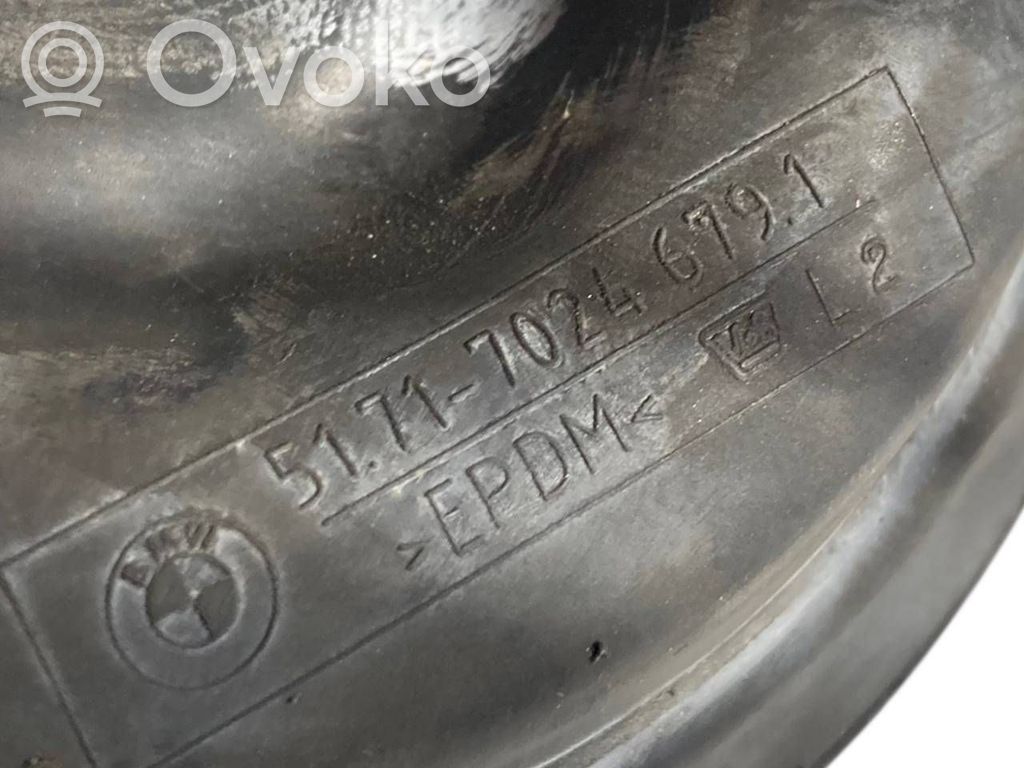 Ovoko
51.71-7024 679.1
>EPDM< L 2
BMW